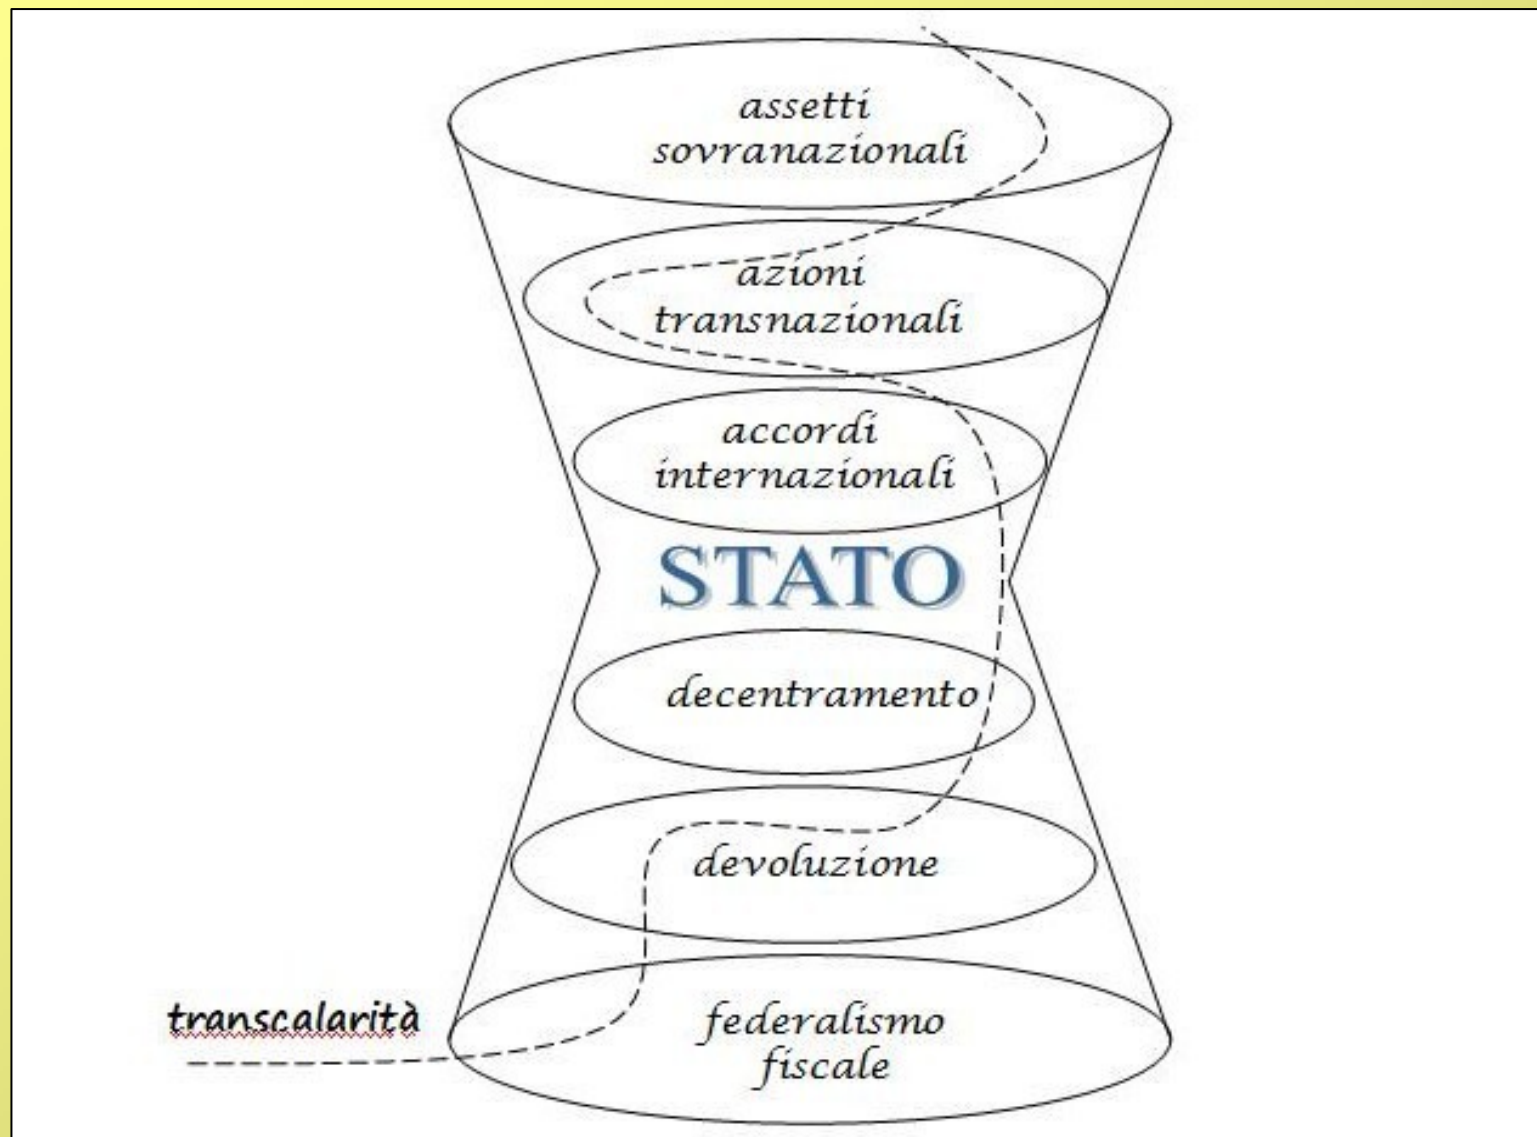 assetti
sovranazionali
azioni
transnazionali
accordi
internazionali
STATO
decentramento
devoluzione
transcalarità
federalismo
fiscale